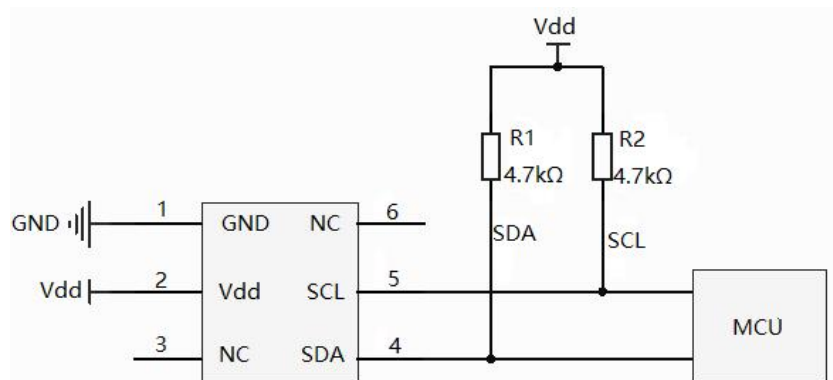 Vdd
R1
4.7kΩ
R2
4.7kΩ
SDA
SCL
GND
1
GND
NC
6
Vdd
2
Vdd
SCL
5
3
NC
SDA
4
MCU